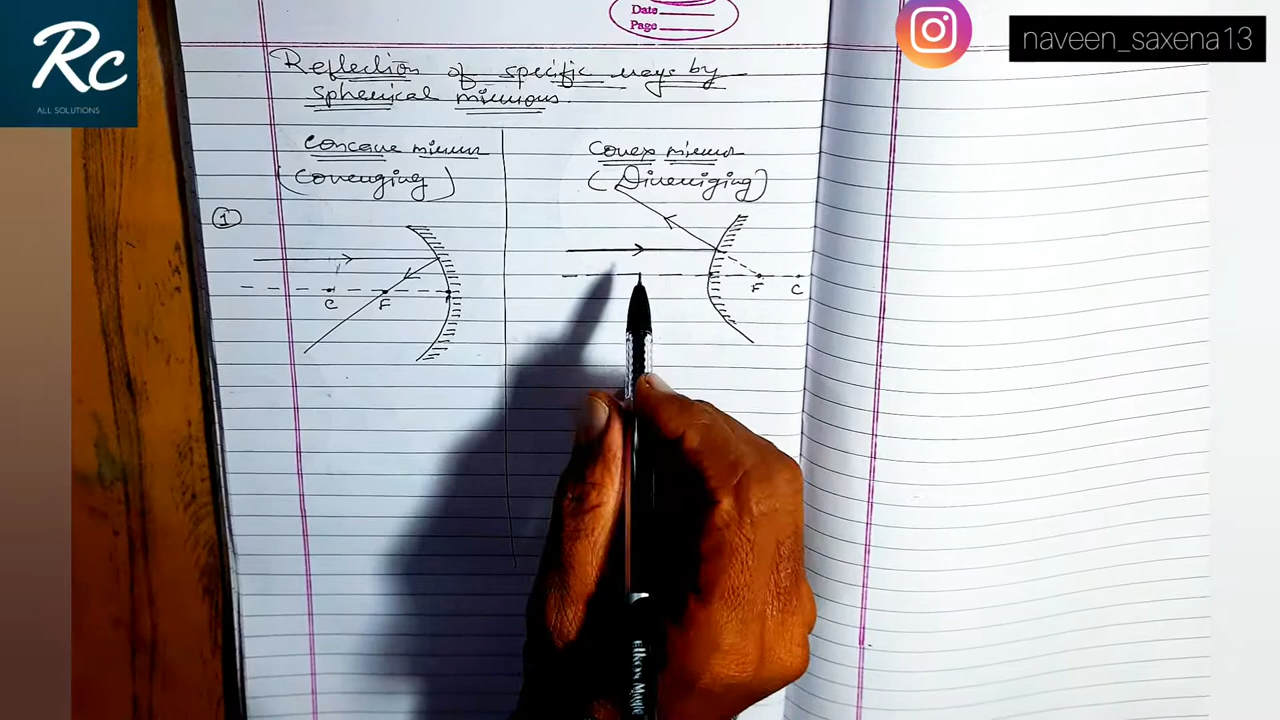 Rc
ALL SOLUTIONS
Date
Page
naveen_saxena13
Reflection of specific rays by
spherical mirrors.
Concave mirror
(Converging)
Convex mirror
(Diverging)
1
C
F
F
C